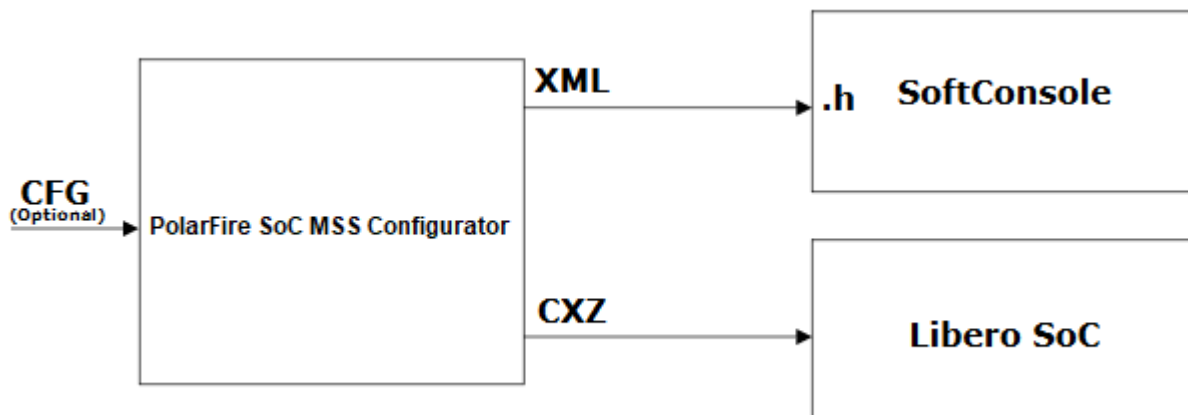 CFG
(Optional)
PolarFire SoC MSS Configurator
XML
.h SoftConsole
CXZ
Libero SoC